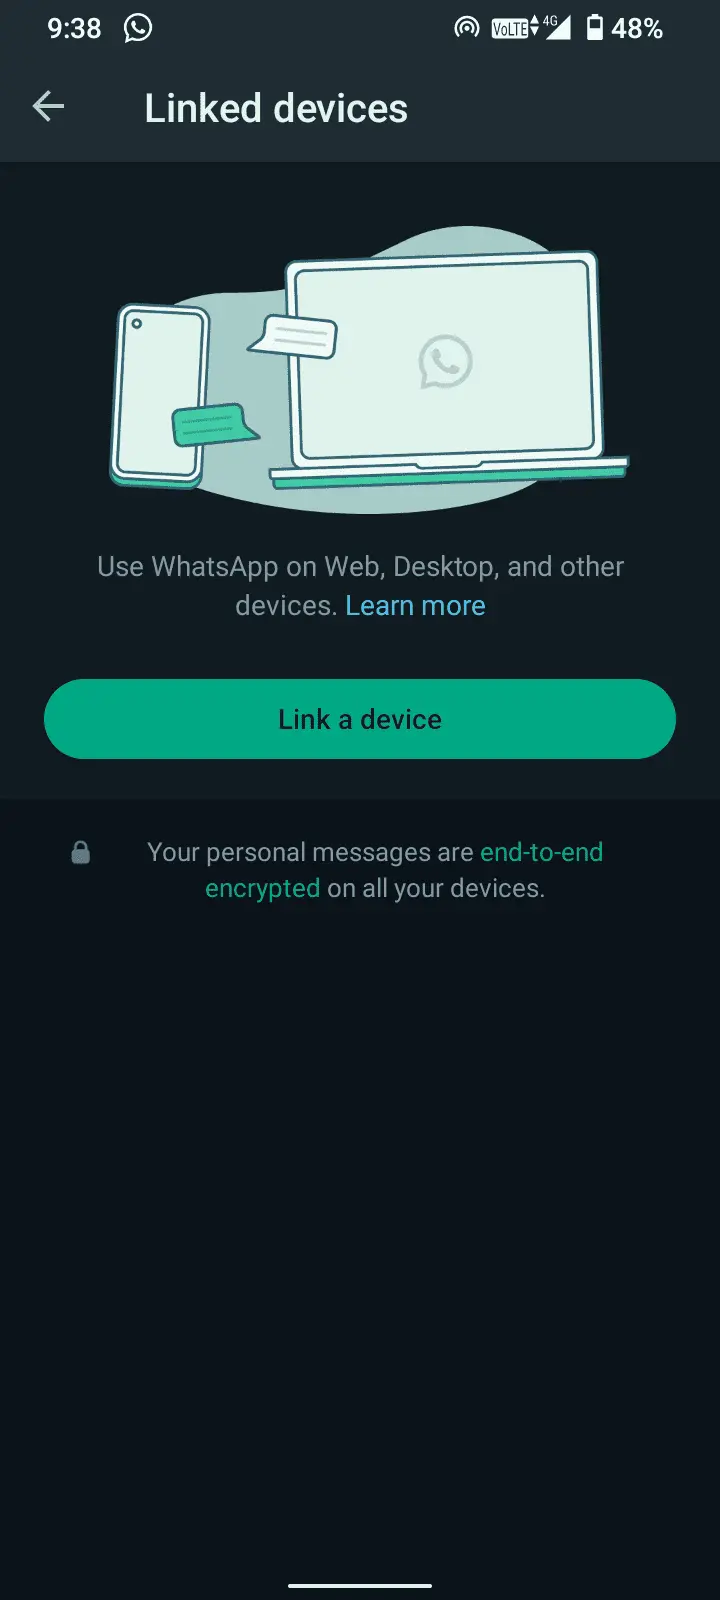 9:38 VoLTE 4G 48%
Linked devices
Use WhatsApp on Web, Desktop, and other
devices. Learn more
Link a device
Your personal messages are end-to-end
encrypted on all your devices.